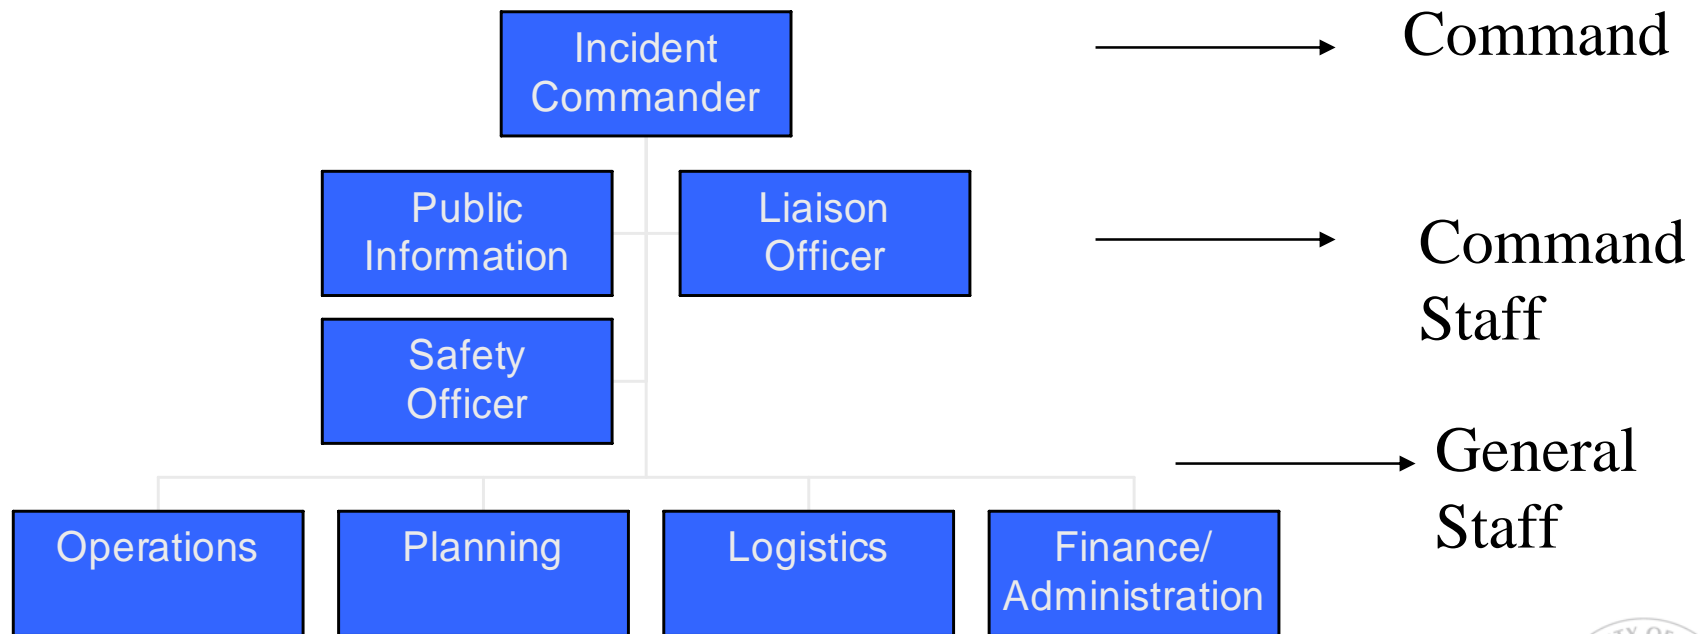 Incident
Commander
Command
Public
Information
Liaison
Officer
Command
Staff
Safety
Officer
General
Staff
Operations
Planning
Logistics
Finance/
Administration